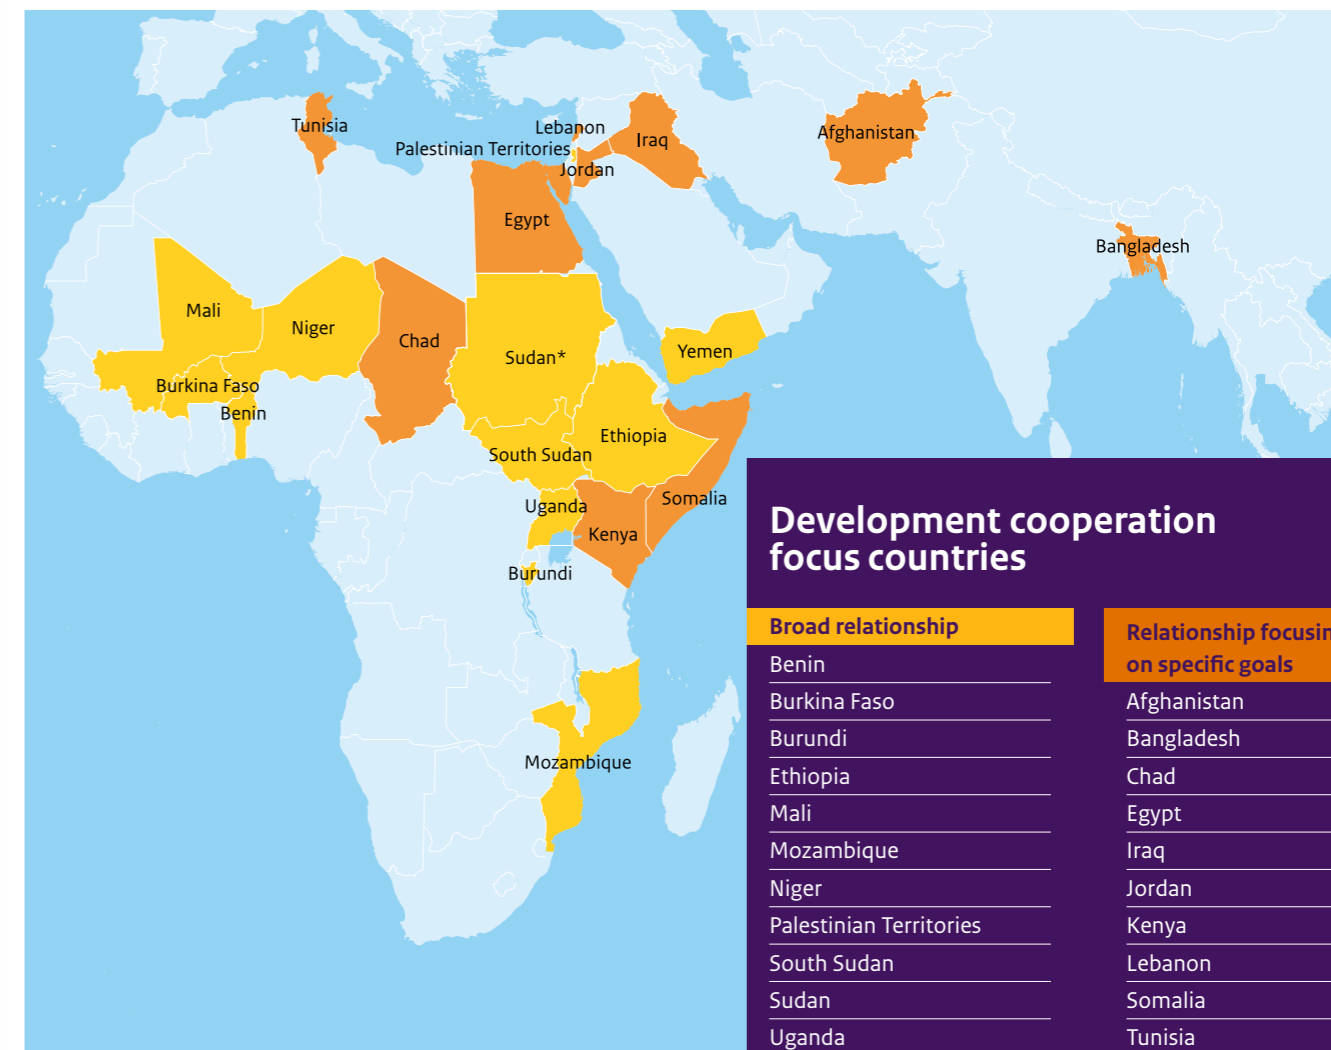 Tunisia
Lebanon
Palestinian Territories
Jordan
Iraq
Afghanistan
Egypt
Bangladesh
Mali
Niger
Chad
Sudan*
Yemen
Burkina Faso
Benin
Ethiopia
South Sudan
Somalia
Uganda
Kenya
Burundi
Mozambique
Development cooperation
focus countries
Broad relationship
Benin
Burkina Faso
Burundi
Ethiopia
Mali
Mozambique
Niger
Palestinian Territories
South Sudan
Sudan
Uganda
Relationship focusin
on specific goals
Afghanistan
Bangladesh
Chad
Egypt
Iraq
Jordan
Kenya
Lebanon
Somalia
Tunisia